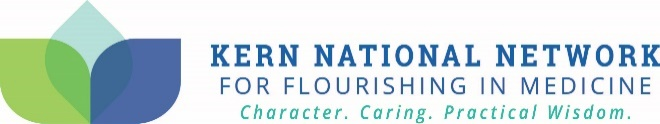 KERN NATIONAL NETWORK
FOR FLOURISHING IN MEDICINE
Character. Caring. Practical Wisdom.